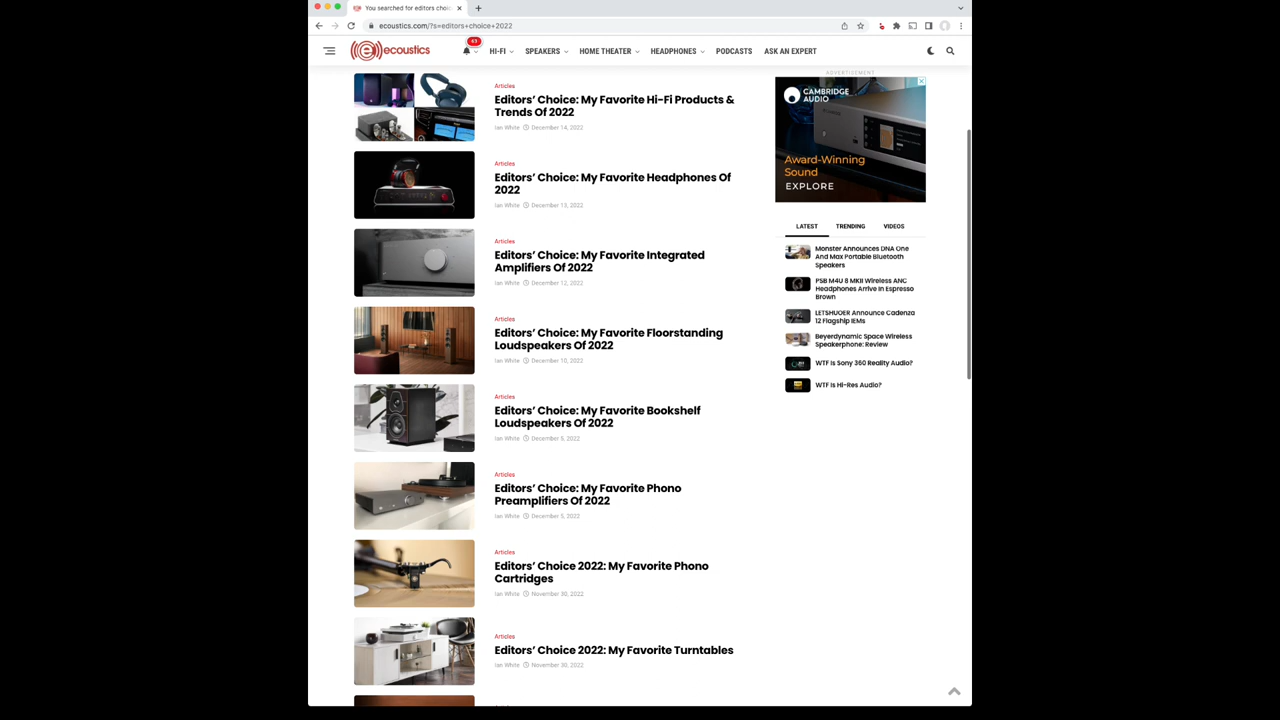 You searched for editors choic
ecoustics.com/?s=editors+choice+2022
ecoustics
43
HI-FI
SPEAKERS
HOME THEATER
HEADPHONES
PODCASTS
ASK AN EXPERT
Articles
Editors’ Choice: My Favorite Hi-Fi Products &
Trends Of 2022
Ian White December 14, 2022
Articles
Editors’ Choice: My Favorite Headphones Of
2022
Ian White December 13, 2022
Articles
Editors’ Choice: My Favorite Integrated
Amplifiers Of 2022
Ian White December 12, 2022
Articles
Editors’ Choice: My Favorite Floorstanding
Loudspeakers Of 2022
Ian White December 10, 2022
Articles
Editors’ Choice: My Favorite Bookshelf
Loudspeakers Of 2022
Ian White December 5, 2022
Articles
Editors’ Choice: My Favorite Phono
Preamplifiers Of 2022
Ian White December 5, 2022
Articles
Editors’ Choice 2022: My Favorite Phono
Cartridges
Ian White November 30, 2022
Articles
Editors’ Choice 2022: My Favorite Turntables
Ian White November 30, 2022
ADVERTISEMENT
CAMBRIDGE
AUDIO
Award-Winning
Sound
EXPLORE
LATEST
TRENDING
VIDEOS
Monster Announces DNA One
And Max Portable Bluetooth
Speakers
PSB M4U 8 MKII Wireless ANC
Headphones Arrive In Espresso
Brown
LETSHUOER Announce Cadenza
12 Flagship IEMs
Beyerdynamic Space Wireless
Speakerphone: Review
WTF Is Sony 360 Reality Audio?
WTF Is Hi-Res Audio?